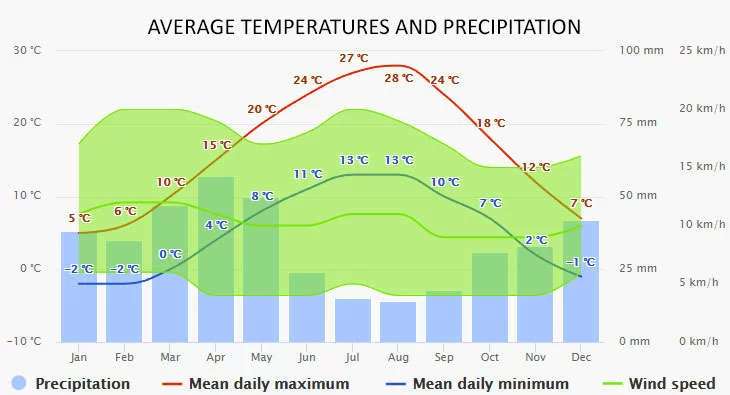 AVERAGE TEMPERATURES AND PRECIPITATION
30 °C 100 mm 25 km/h
27 °C
24 °C 28 °C 24 °C
20 °C
20 °C 18 °C 75 mm 20 km/h
15 °C
13 °C 13 °C 12 °C 15 km/h
11 °C
10 °C 10 °C
10 °C 8 °C 50 mm
5 °C 6 °C 7 °C 7 °C
4 °C 10 km/h
2 °C
0 °C
0 °C -2 °C -2 °C -1 °C 25 mm
5 km/h
-10 °C 0 mm 0 km/h
Jan Feb Mar Apr May Jun Jul Aug Sep Oct Nov Dec
Precipitation Mean daily maximum Mean daily minimum Wind speed